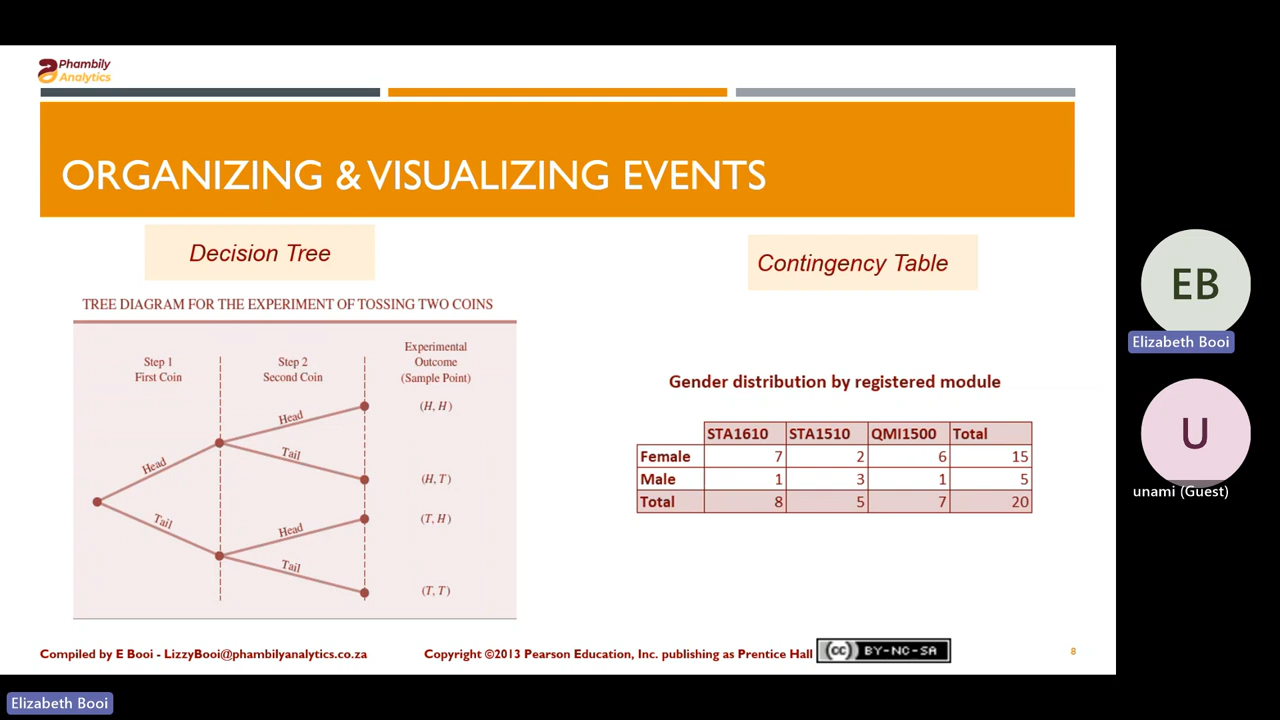 Phambily
Analytics
ORGANIZING & VISUALIZING EVENTS
Decision Tree
TREE DIAGRAM FOR THE EXPERIMENT OF TOSSING TWO COINS
Step 1
First Coin
Step 2
Second Coin
Experimental
Outcome
(Sample Point)
Head
Tail
Head
Tail
Head
Tail
(H, H)
(H, T)
(T, H)
(T, T)
Contingency Table
Gender distribution by registered module
STA1610 STA1510 QMI1500 Total
Female 7 2 6 15
Male 1 3 1 5
Total 8 5 7 20
Compiled by E Booi - LizzyBooi@phambilyanalytics.co.za
Copyright ©2013 Pearson Education, Inc. publishing as Prentice Hall
(cc) BY-NC-SA
8
EB
Elizabeth Booi
U
unami (Guest)
Elizabeth Booi